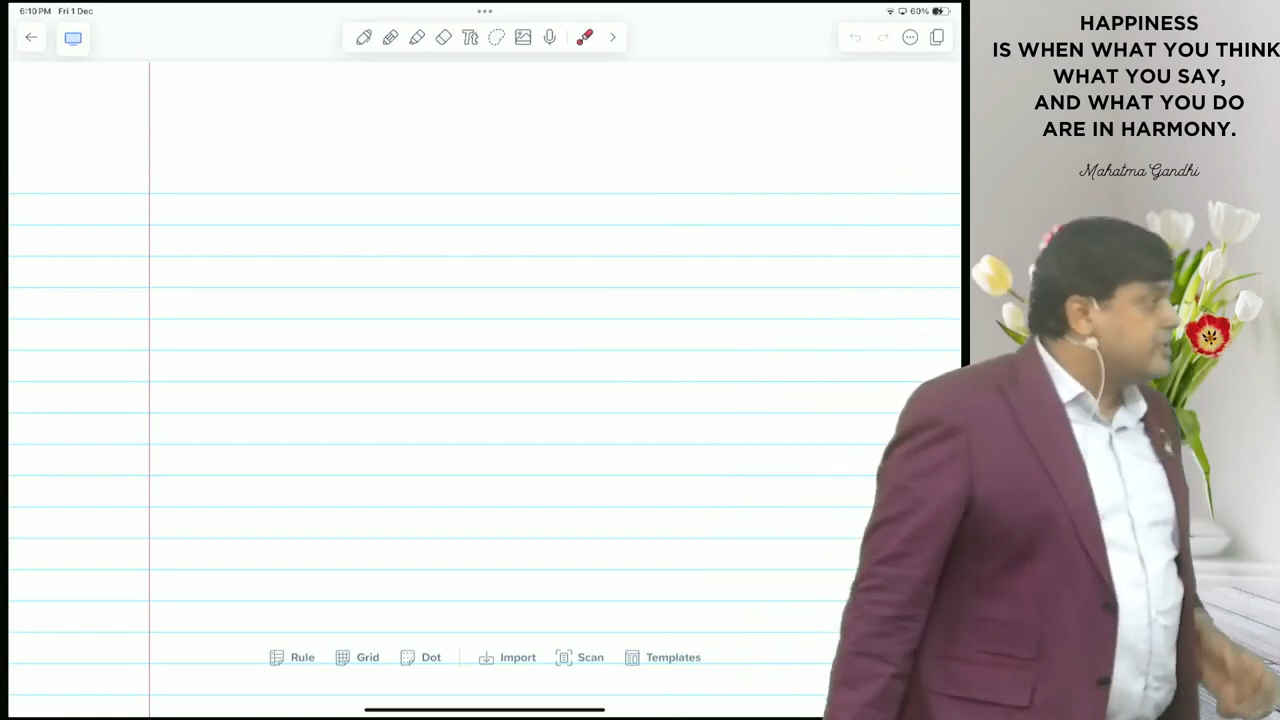 6:10 PM Fri 1 Dec
60%
Tt
HAPPINESS
IS WHEN WHAT YOU THINK
WHAT YOU SAY,
AND WHAT YOU DO
ARE IN HARMONY.
Mahatma Gandhi
Rule Grid Dot Import Scan Templates